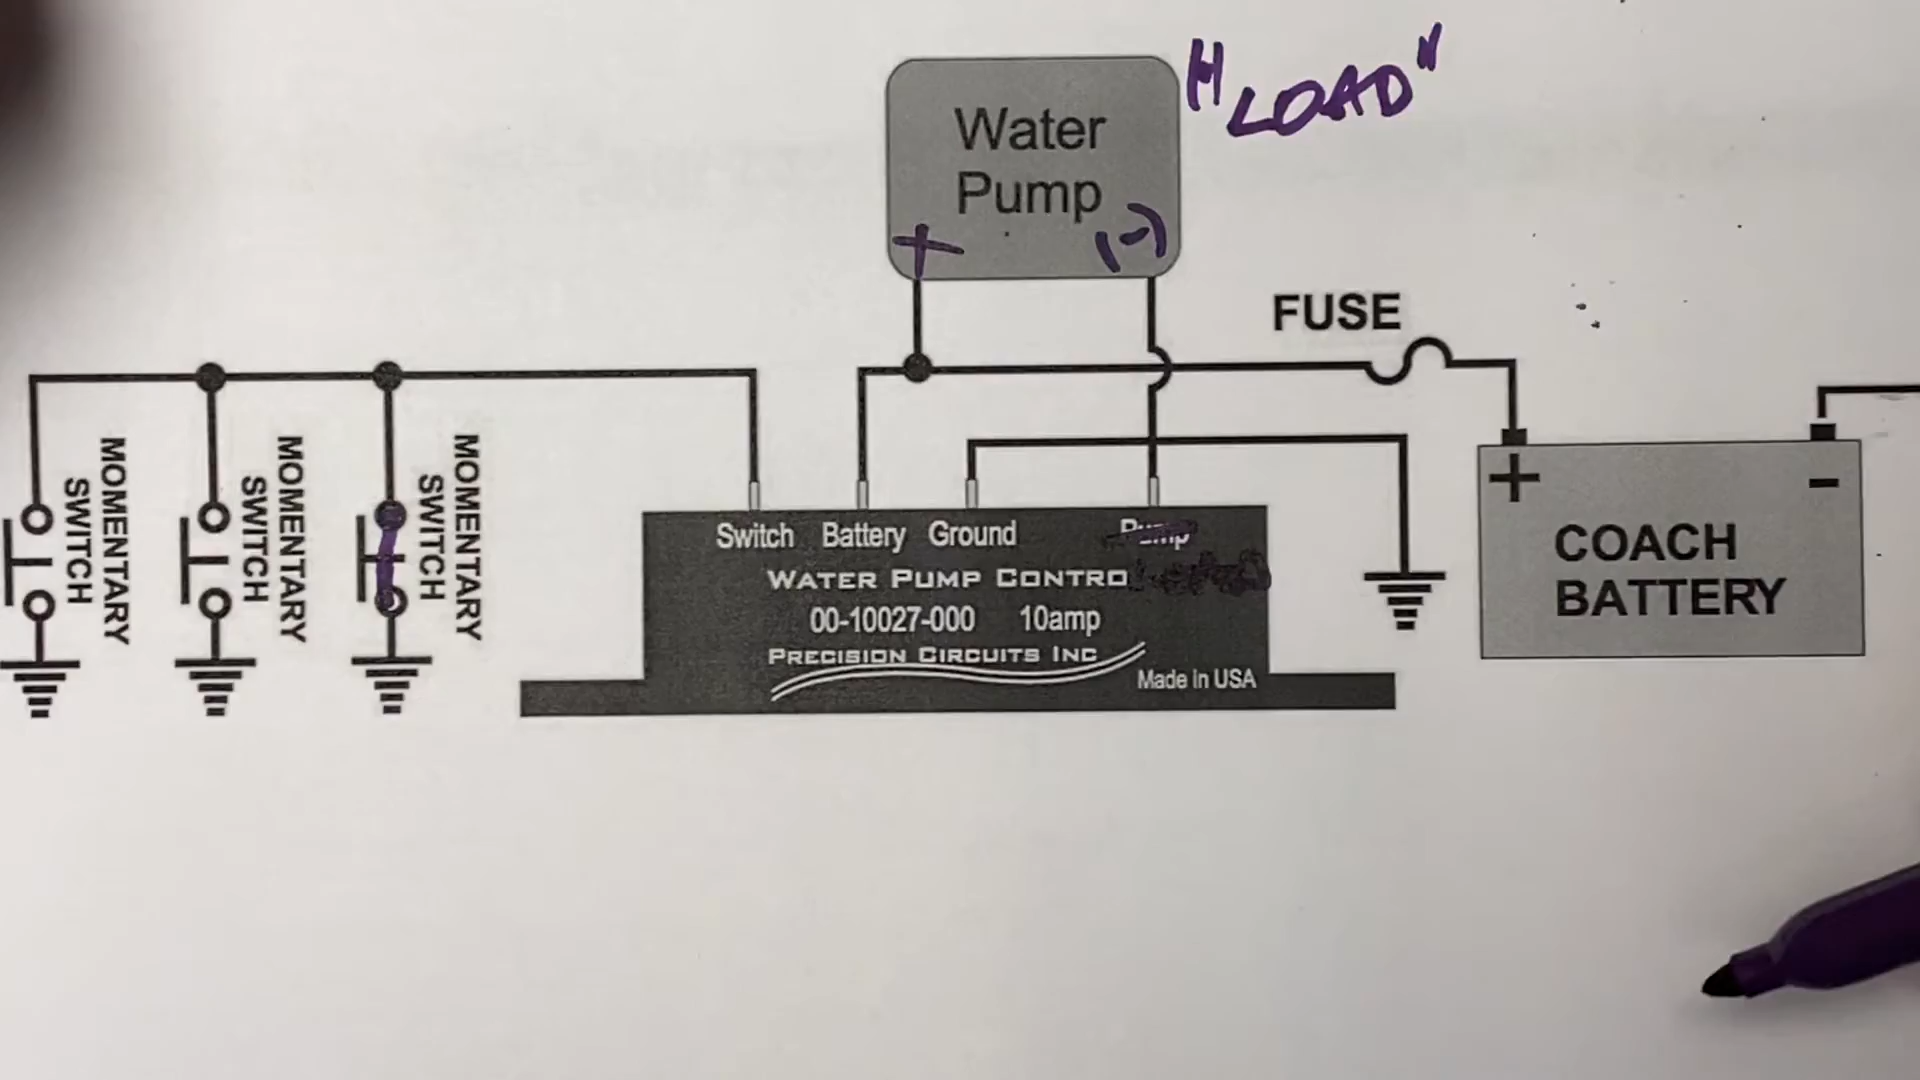 "LOAD"
Water
Pump
+
(-)
FUSE
MOMENTARY
SWITCH
MOMENTARY
SWITCH
MOMENTARY
SWITCH
+
-
COACH
BATTERY
Switch Battery Ground Pump
WATER PUMP CONTRO
00-10027-000 10amp
PRECISION CIRCUITS INC
Made in USA